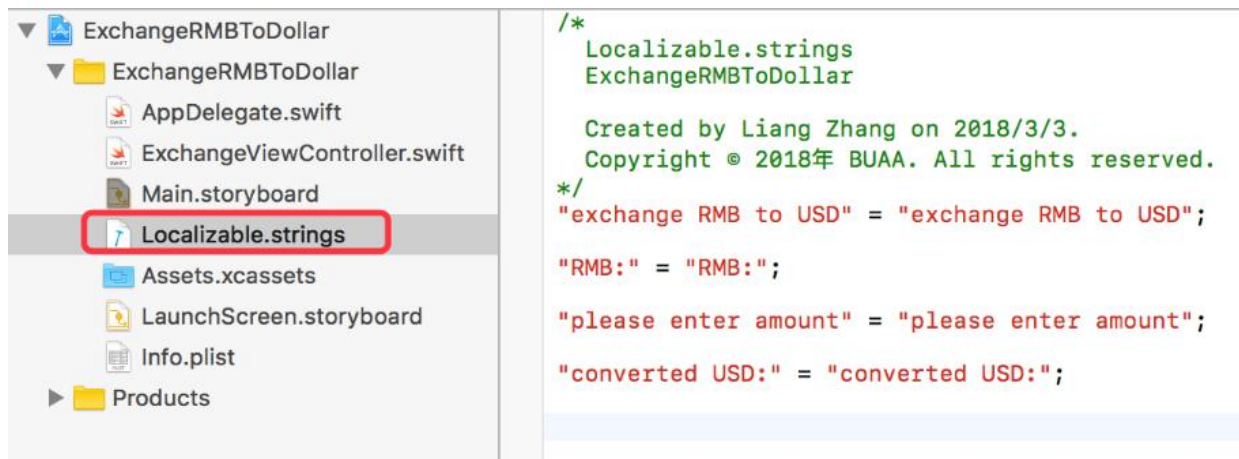 ExchangeRMBToDollar
ExchangeRMBToDollar
AppDelegate.swift
ExchangeViewController.swift
Main.storyboard
Localizable.strings
Assets.xcassets
LaunchScreen.storyboard
Info.plist
Products
/*
Localizable.strings
ExchangeRMBToDollar
Created by Liang Zhang on 2018/3/3.
Copyright © 2018年 BUAA. All rights reserved.
*/
"exchange RMB to USD" = "exchange RMB to USD";
"RMB:" = "RMB:";
"please enter amount" = "please enter amount";
"converted USD:" = "converted USD:";